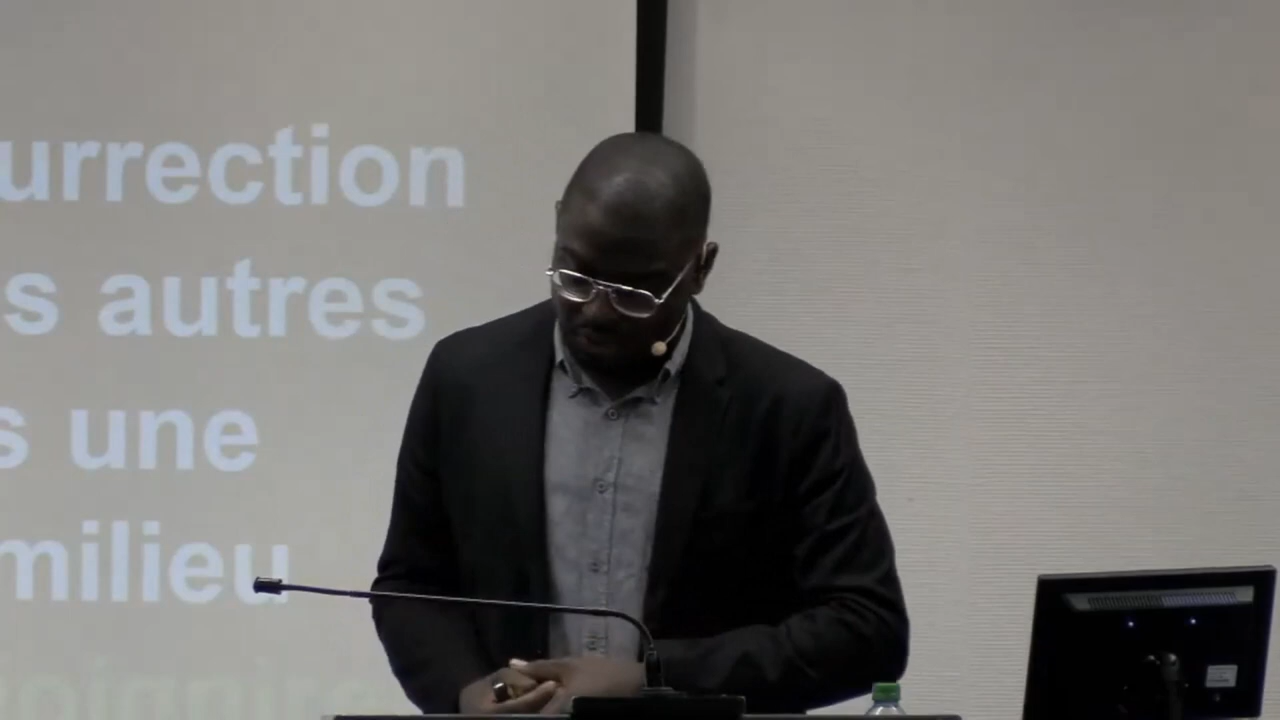 urrection
s autres
s une
milieu